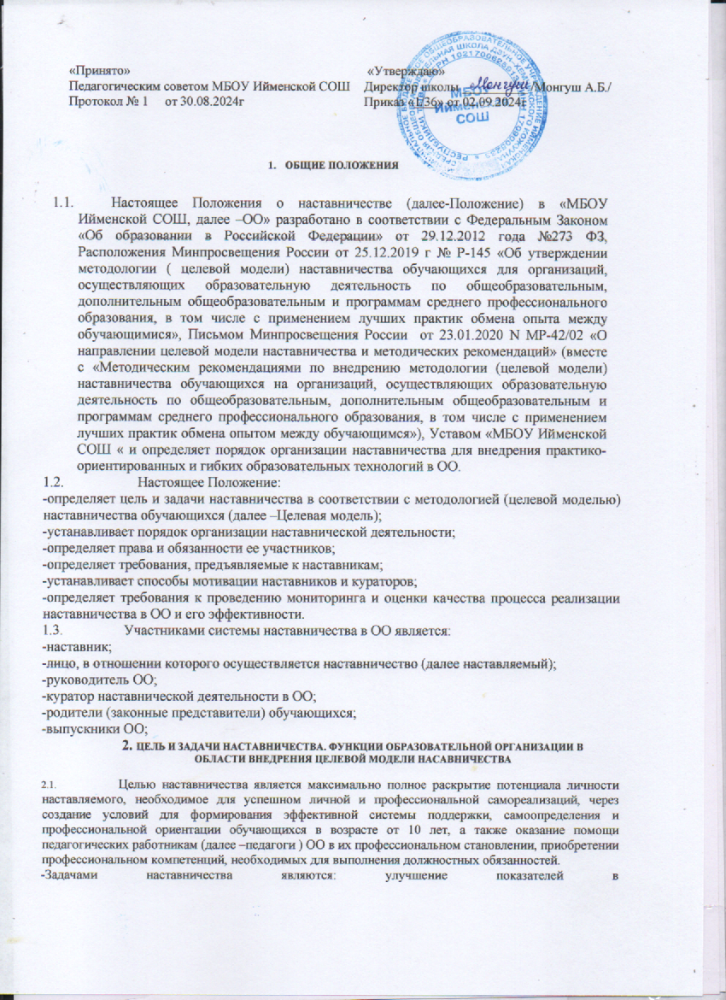 «Принято»
Педагогическим советом МБОУ Ийменской СОШ
Протокол № 1 от 30.08.2024г
«Утверждаю»
Директор школы Монгуш /Монгуш А.Б./
Приказ «1/36» от 02.09.2024г
МБОУ
Ийменская
СОШ
1. ОБЩИЕ ПОЛОЖЕНИЯ
1.1. Настоящее Положения о наставничестве (далее-Положение) в «МБОУ
Ийменской СОШ, далее –ОО» разработано в соответствии с Федеральным Законом
«Об образовании в Российской Федерации» от 29.12.2012 года №273 ФЗ,
Расположения Минпросвещения России от 25.12.2019 г № Р-145 «Об утверждении
методологии ( целевой модели) наставничества обучающихся для организаций,
осуществляющих образовательную деятельность по общеобразовательным,
дополнительным общеобразовательным и программам среднего профессионального
образования, в том числе с применением лучших практик обмена опыта между
обучающимися», Письмом Минпросвещения России от 23.01.2020 N МР-42/02 «О
направлении целевой модели наставничества и методических рекомендаций» (вместе
с «Методическим рекомендациями по внедрению методологии (целевой модели)
наставничества обучающихся на организаций, осуществляющих образовательную
деятельность по общеобразовательным, дополнительным общеобразовательным и
программам среднего профессионального образования, в том числе с применением
лучших практик обмена опытом между обучающимся»), Уставом «МБОУ Ийменской
СОШ « и определяет порядок организации наставничества для внедрения практико-
ориентированных и гибких образовательных технологий в ОО.
1.2. Настоящее Положение:
-определяет цель и задачи наставничества в соответствии с методологией (целевой моделью)
наставничества обучающихся (далее –Целевая модель);
-устанавливает порядок организации наставнической деятельности;
-определяет права и обязанности ее участников;
-определяет требования, предъявляемые к наставникам;
-устанавливает способы мотивации наставников и кураторов;
-определяет требования к проведению мониторинга и оценки качества процесса реализации
наставничества в ОО и его эффективности.
1.3. Участниками системы наставничества в ОО является:
-наставник;
-лицо, в отношении которого осуществляется наставничество (далее наставляемый);
-руководитель ОО;
-куратор наставнической деятельности в ОО;
-родители (законные представители) обучающихся;
-выпускники ОО;
2. ЦЕЛЬ И ЗАДАЧИ НАСТАВНИЧЕСТВА. ФУНКЦИИ ОБРАЗОВАТЕЛЬНОЙ ОРГАНИЗАЦИИ В
ОБЛАСТИ ВНЕДРЕНИЯ ЦЕЛЕВОЙ МОДЕЛИ НАСАВНИЧЕСТВА
2.1. Целью наставничества является максимально полное раскрытие потенциала личности
наставляемого, необходимое для успешном личной и профессиональной самореализаций, через
создание условий для формирования эффективной системы поддержки, самоопределения и
профессиональной ориентации обучающихся в возрасте от 10 лет, а также оказание помощи
педагогических работникам (далее –педагоги ) ОО в их профессиональном становлении, приобретении
профессиональном компетенций, необходимых для выполнения должностных обязанностей.
-Задачами наставничества являются: улучшение показателей в